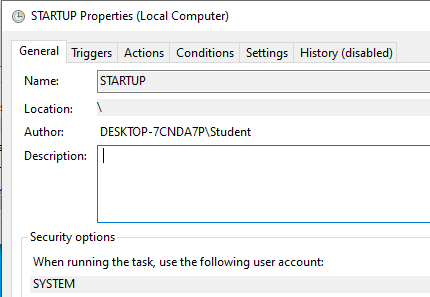 STARTUP Properties (Local Computer)
General Triggers Actions Conditions Settings History (disabled)
Name: STARTUP
Location: \
Author: DESKTOP-7CNDA7P\Student
Description:
Security options
When running the task, use the following user account:
SYSTEM